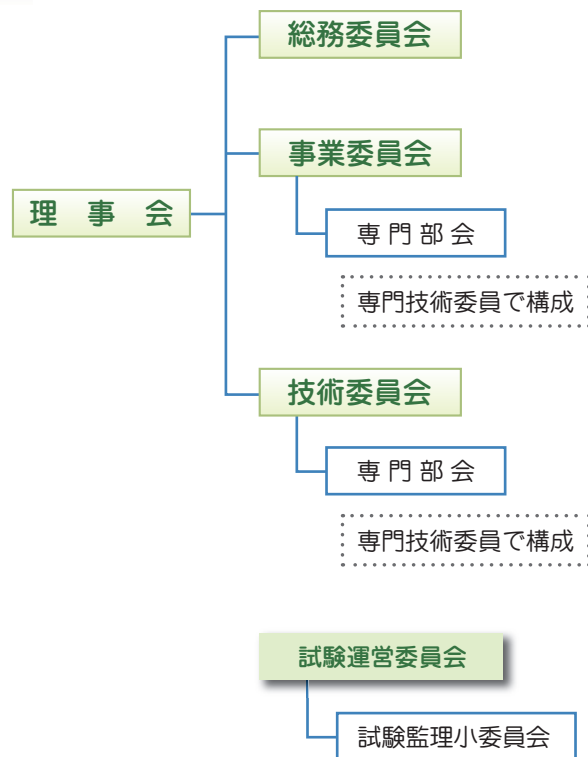 総務委員会
事業委員会
理事会
専門部会
専門技術委員で構成
技術委員会
専門部会
専門技術委員で構成
試験運営委員会
試験監理小委員会